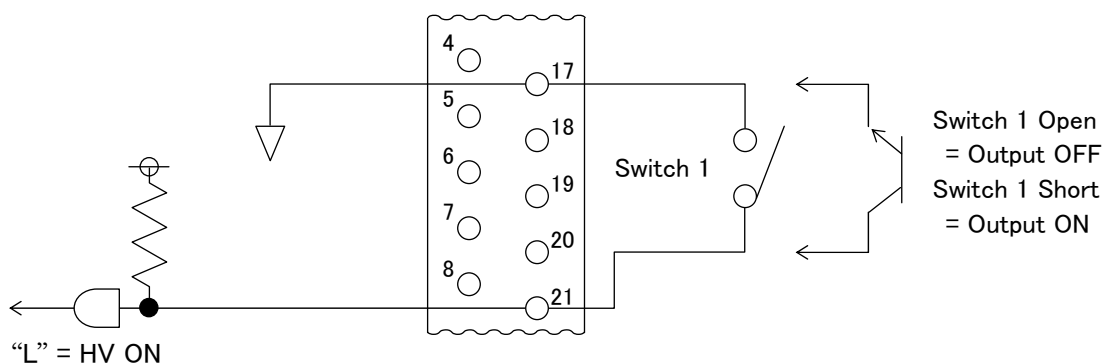 4
17
5
18
6
19
7
20
8
21
Switch 1
Switch 1 Open
= Output OFF
Switch 1 Short
= Output ON
“L” = HV ON